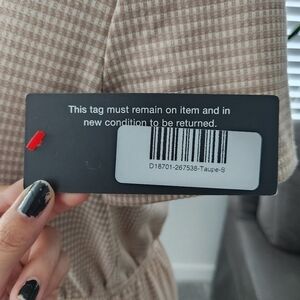 This tag must remain on item and in
new condition to be returned.
D18701-267538-Taupe-S